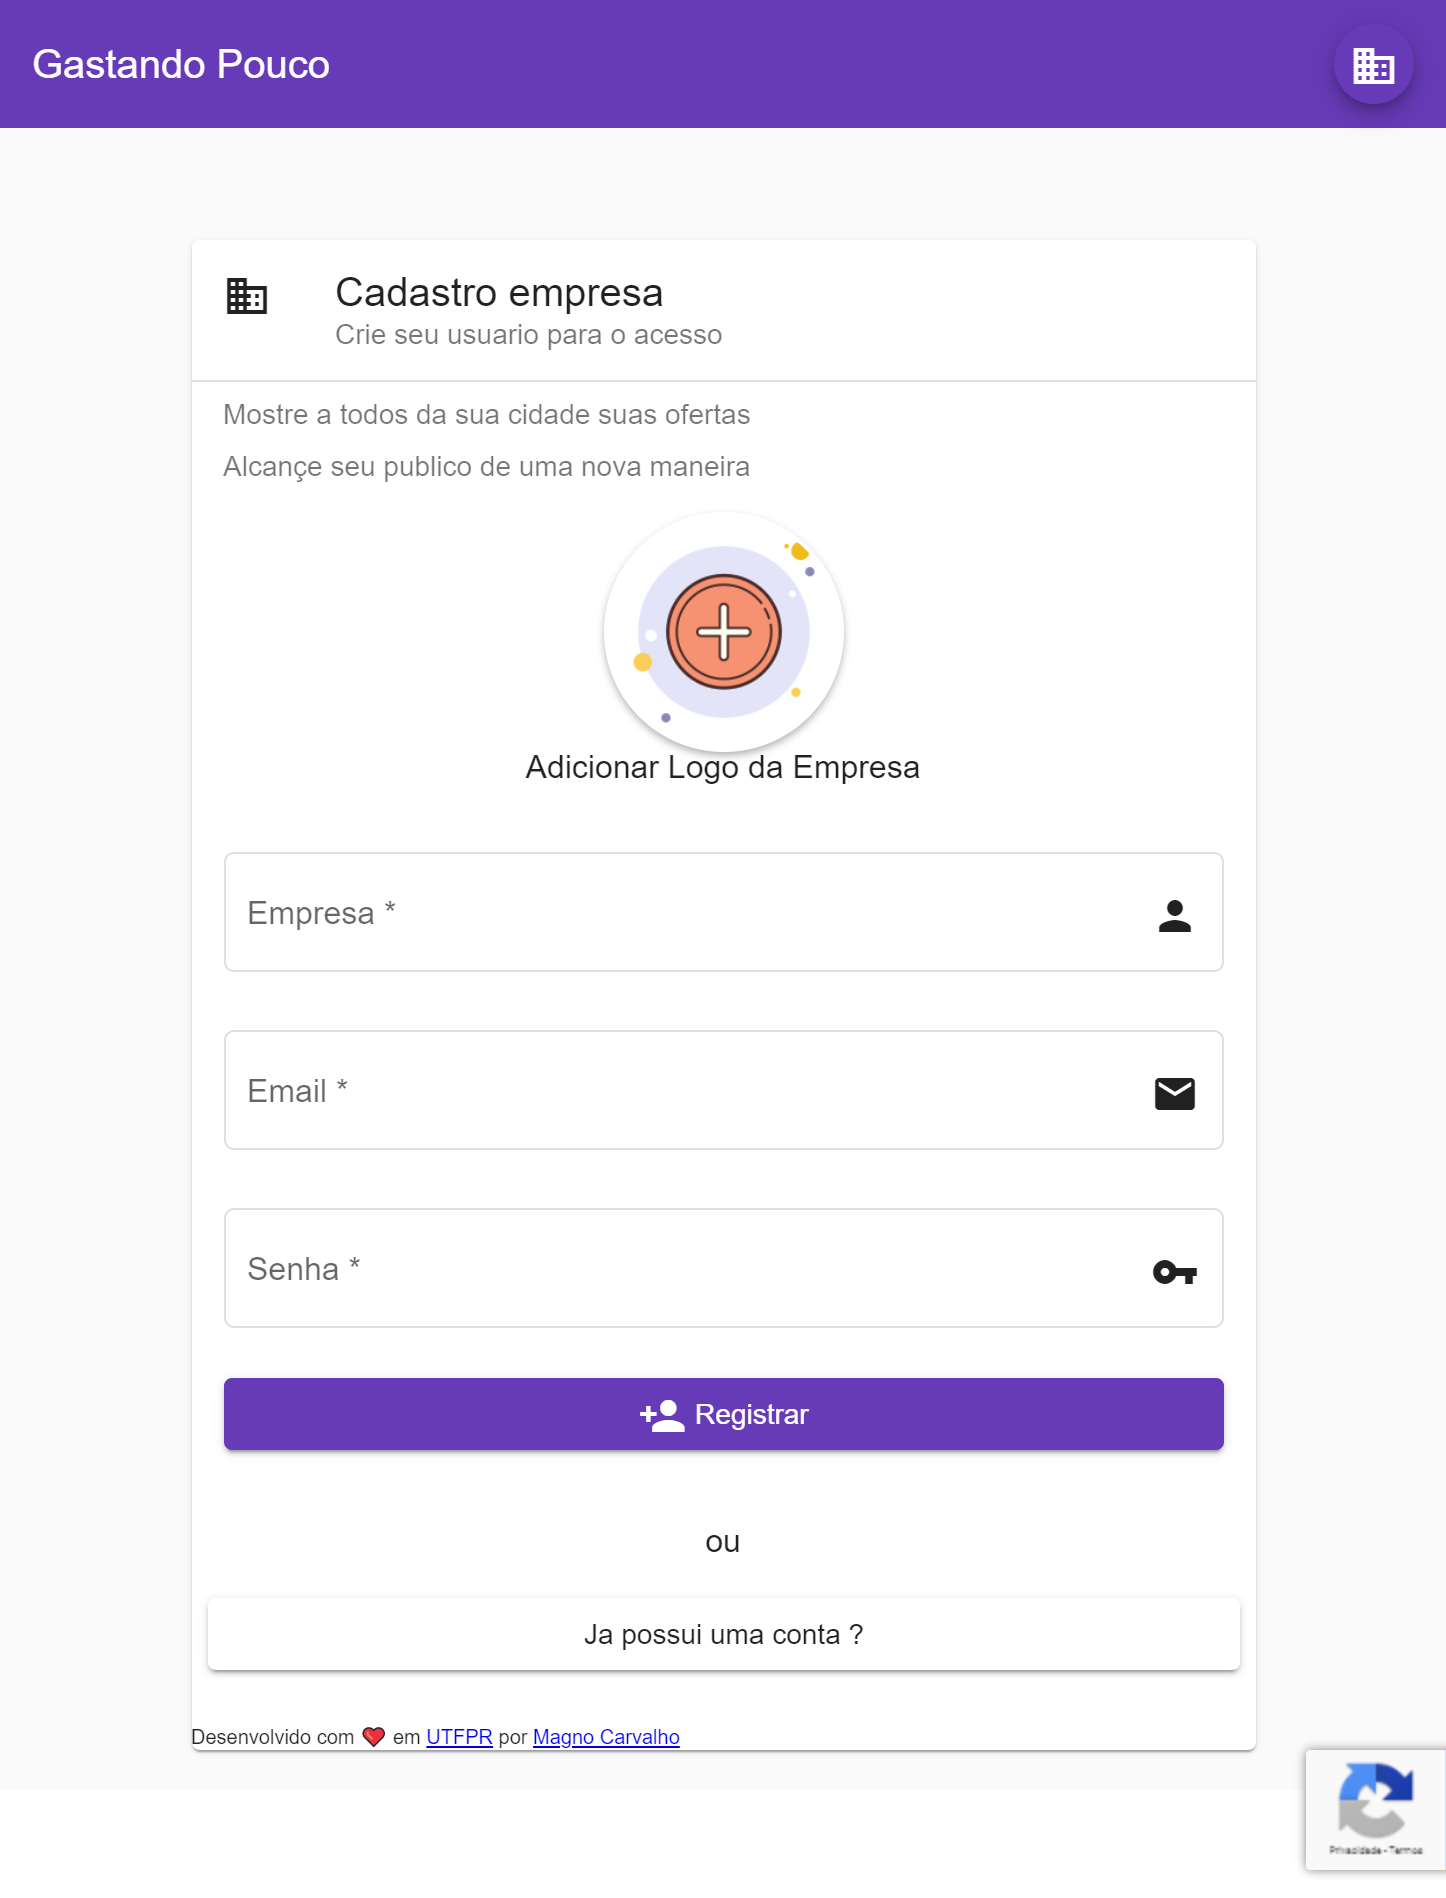 Gastando Pouco
Cadastro empresa
Crie seu usuario para o acesso
Mostre a todos da sua cidade suas ofertas
Alcançe seu publico de uma nova maneira
Adicionar Logo da Empresa
Empresa *
Email *
Senha *
Registrar
ou
Ja possui uma conta ?
Desenvolvido com ❤️ em UTFPR por Magno Carvalho
Privacidade - Termos